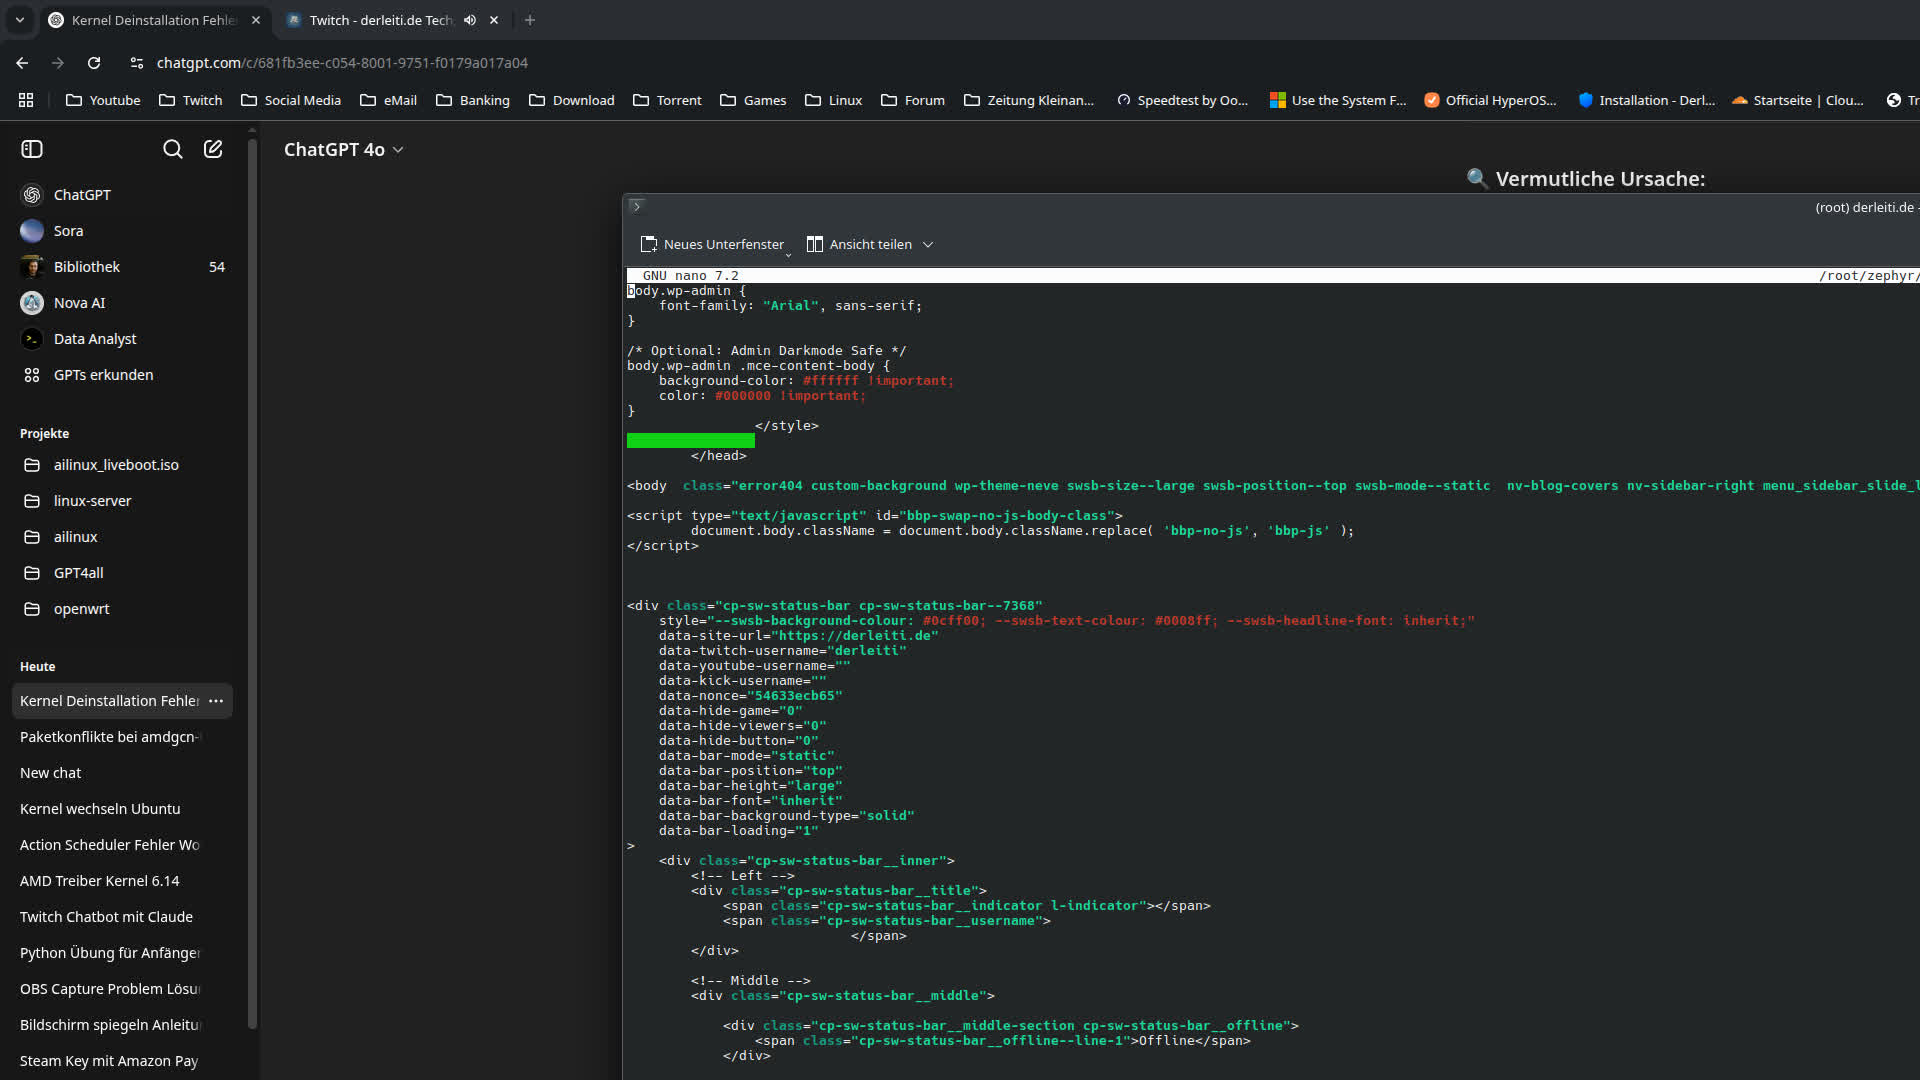 Kernel Deinstallation Fehle
Twitch - derleiti.de Tech
chatgpt.com/c/681fb3ee-c054-8001-9751-f0179a017a04
Youtube Twitch Social Media eMail Banking Download Torrent Games Linux Forum Zeitung Kleinan... Speedtest by Oo... Use the System F... Official HyperOS... Installation - Derl... Startseite | Clou... Tr
ChatGPT 4o
ChatGPT
Sora
Bibliothek 54
Nova AI
Data Analyst
GPTs erkunden
Projekte
ailinux_liveboot.iso
linux-server
ailinux
GPT4all
openwrt
Heute
Kernel Deinstallation Fehler
Paketkonflikte bei amdgcn-
New chat
Kernel wechseln Ubuntu
Action Scheduler Fehler Wo
AMD Treiber Kernel 6.14
Twitch Chatbot mit Claude
Python Übung für Anfänger
OBS Capture Problem Lösu
Bildschirm spiegeln Anleitu
Steam Key mit Amazon Pay
Vermutliche Ursache:
(root) derleiti.de -
Neues Unterfenster Ansicht teilen
GNU nano 7.2 /root/zephyr/
body.wp-admin {
font-family: "Arial", sans-serif;
}
/* Optional: Admin Darkmode Safe */
body.wp-admin .mce-content-body {
background-color: #ffffff !important;
color: #000000 !important;
}
</style>
</head>
<body  class="error404 custom-background wp-theme-neve swsb-size--large swsb-position--top swsb-mode--static  nv-blog-covers nv-sidebar-right menu_sidebar_slide_l
<script type="text/javascript" id="bbp-swap-no-js-body-class">
document.body.className = document.body.className.replace( 'bbp-no-js', 'bbp-js' );
</script>
<div class="cp-sw-status-bar cp-sw-status-bar--7368"
style="--swsb-background-colour: #0cff00; --swsb-text-colour: #0008ff; --swsb-headline-font: inherit;"
data-site-url="https://derleiti.de"
data-twitch-username="derleiti"
data-youtube-username=""
data-kick-username=""
data-nonce="54633ecb65"
data-hide-game="0"
data-hide-viewers="0"
data-hide-button="0"
data-bar-mode="static"
data-bar-position="top"
data-bar-height="large"
data-bar-font="inherit"
data-bar-background-type="solid"
data-bar-loading="1"
>
<div class="cp-sw-status-bar__inner">
<!-- Left -->
<div class="cp-sw-status-bar__title">
<span class="cp-sw-status-bar__indicator l-indicator"></span>
<span class="cp-sw-status-bar__username">
</span>
</div>
<!-- Middle -->
<div class="cp-sw-status-bar__middle">
<div class="cp-sw-status-bar__middle-section cp-sw-status-bar__offline">
<span class="cp-sw-status-bar__offline--line-1">Offline</span>
</div>